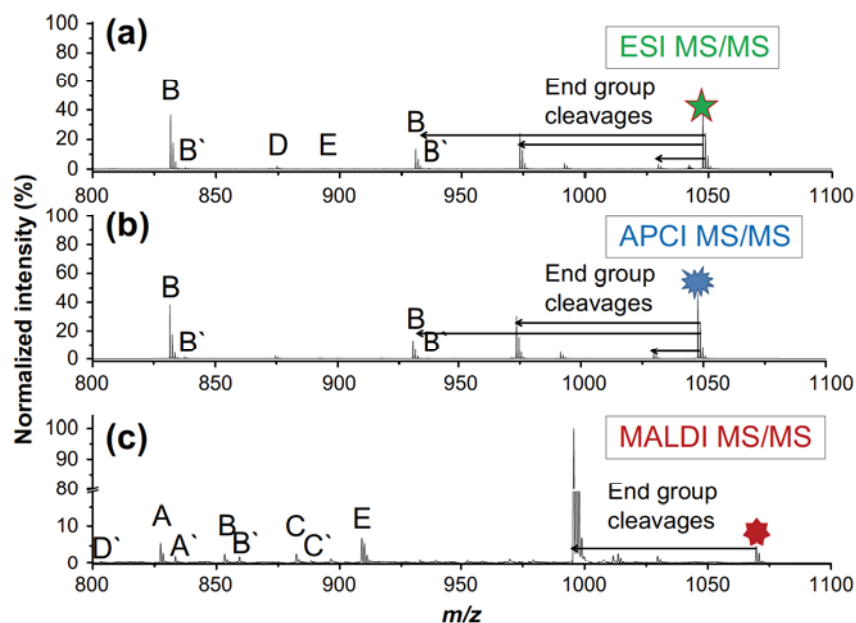 (a)
ESI MS/MS
End group
cleavages
B
B`
D
E
B
B`
100
80
60
40
20
0
800
850
900
950
1000
1050
1100
(b)
APCI MS/MS
End group
cleavages
B
B`
B
B`
100
80
60
40
20
0
800
850
900
950
1000
1050
1100
(c)
MALDI MS/MS
End group
cleavages
D`
A
A`
B
B`
C
C`
E
100
90
80
10
0
800
850
900
950
1000
1050
1100
Normalized intensity (%)
m/z